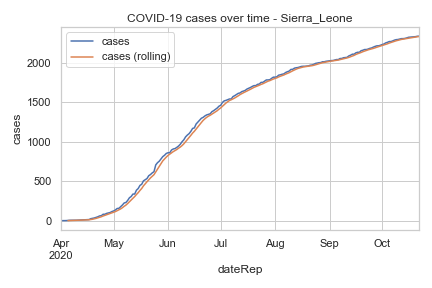 COVID-19 cases over time - Sierra_Leone
cases
cases (rolling)
cases
2000
1500
1000
500
0
Apr May Jun Jul Aug Sep Oct
2020
dateRep